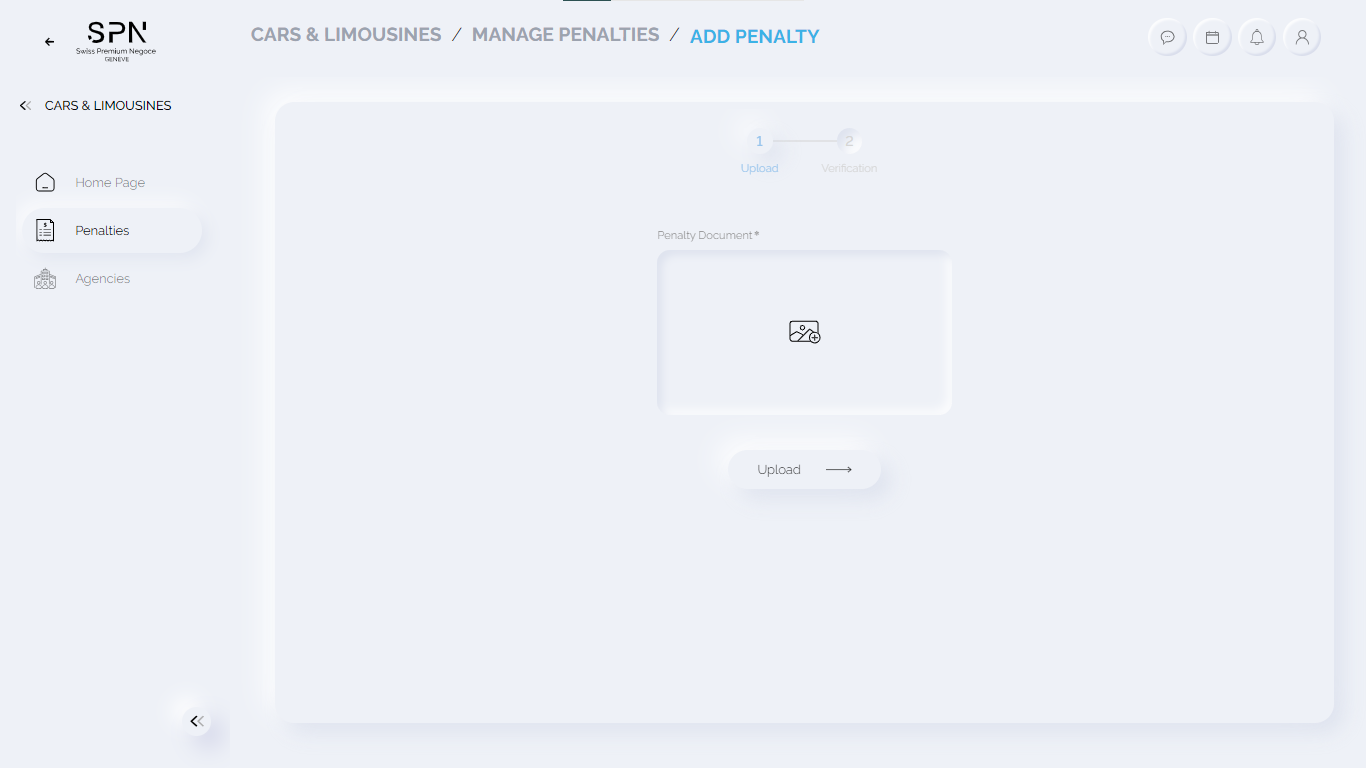 SPN
Swiss Premium Negoce
GENEVE
CARS & LIMOUSINES / MANAGE PENALTIES / ADD PENALTY
CARS & LIMOUSINES
Home Page
Penalties
Agencies
1
2
Upload
Verification
Penalty Document*
Upload